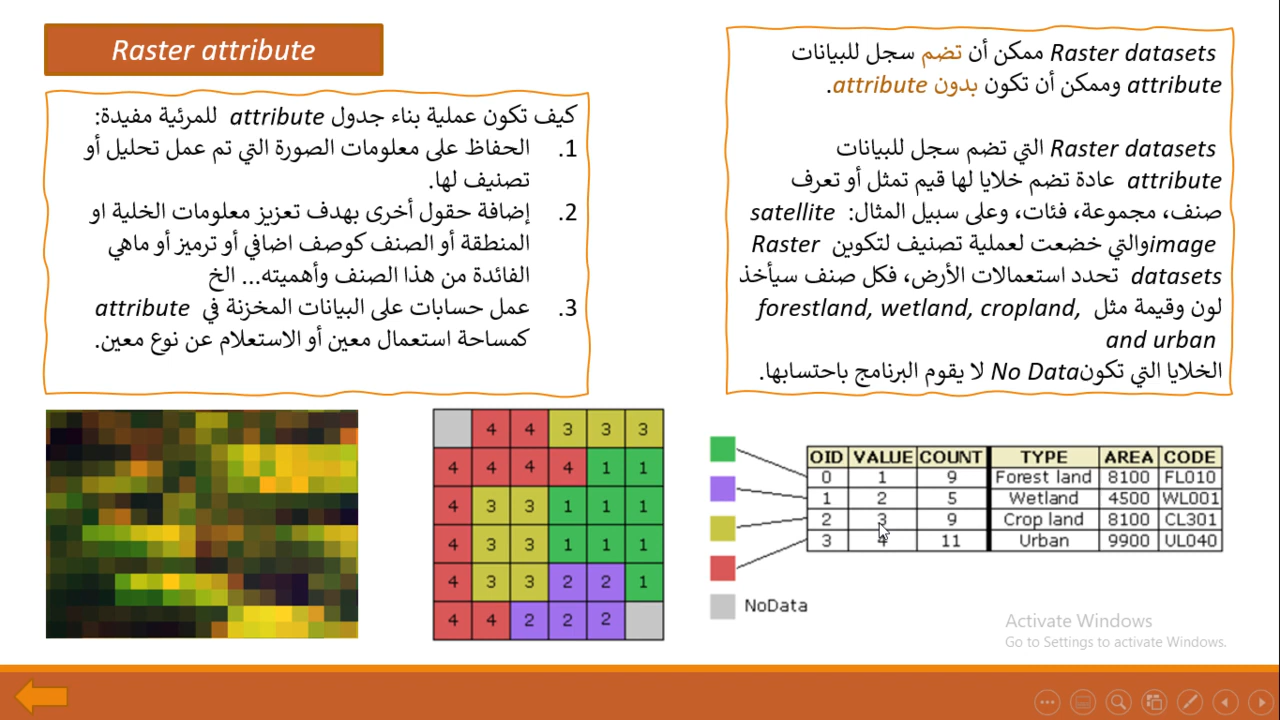 Raster attribute
Raster datasets ممكن أن تضم سجل للبيانات
attribute وممكن أن تكون بدون attribute.
Raster datasets التي تضم سجل للبيانات
attribute عادة تضم خلايا لها قيم تمثل أو تعرف
صنف، مجموعة، فئات، وعلى سبيل المثال: satellite
image والتي خضعت لعملية تصنيف لتكوين Raster
datasets تحدد استعمالات الأرض، فكل صنف سيأخذ
لون وقيمة مثل forestland, wetland, cropland,
and urban
الخلايا التي تكون No Data لا يقوم البرنامج باحتسابها.
كيف تكون عملية بناء جدول attribute للمرئية مفيدة:
1. الحفاظ على معلومات الصورة التي تم عمل تحليل أو
تصنيف لها.
2. إضافة حقول أخرى بهدف تعزيز معلومات الخلية او
المنطقة أو الصنف كوصف اضافي أو ترميز أو ماهي
الفائدة من هذا الصنف وأهميته... الخ
3. عمل حسابات على البيانات المخزنة في attribute
كمساحة استعمال معين أو الاستعلام عن نوع معين.
4 4 3 3 3
4 4 4 4 1 1
4 3 3 1 1 1
4 3 3 1 1 1
4 3 3 2 2 1
4 4 2 2 2
OID VALUE COUNT TYPE AREA CODE
0 1 9 Forest land 8100 FL010
1 2 5 Wetland 4500 WL001
2 3 9 Crop land 8100 CL301
3 4 11 Urban 9900 UL040
NoData
Activate Windows
Go to Settings to activate Windows.